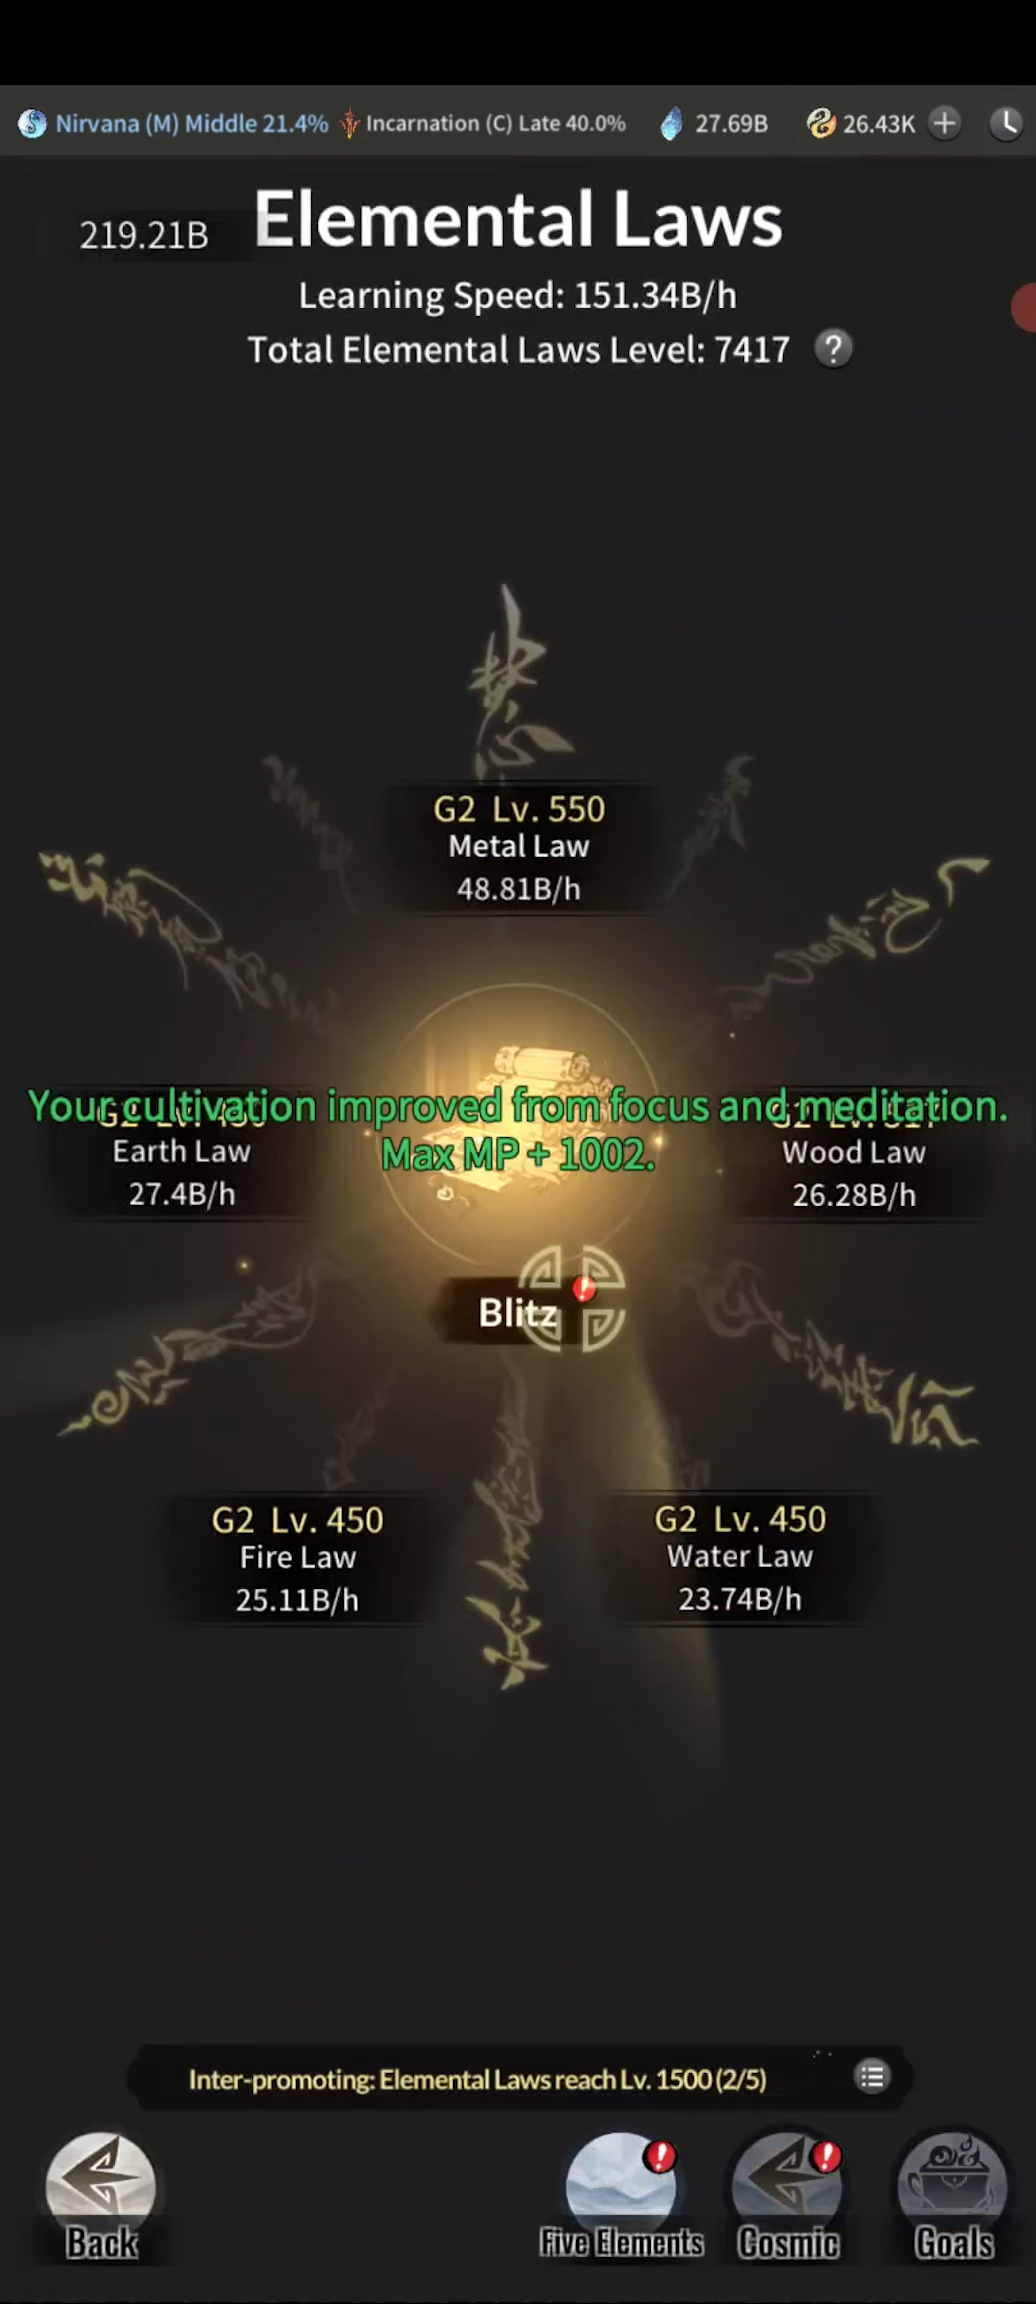 Nirvana (M) Middle 21.4% Incarnation (C) Late 40.0% 27.69B 26.43K
219.21B
Elemental Laws
Learning Speed: 151.34B/h
Total Elemental Laws Level: 7417 ?
G2 Lv. 550
Metal Law
48.81B/h
Your cultivation improved from focus and meditation.
Max MP + 1002.
Earth Law
27.4B/h
Wood Law
26.28B/h
Blitz
G2 Lv. 450
Fire Law
25.11B/h
G2 Lv. 450
Water Law
23.74B/h
Inter-promoting: Elemental Laws reach Lv. 1500 (2/5)
Back
Five Elements
Cosmic
Goals